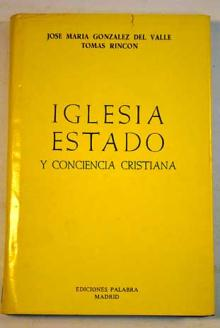 JOSE MARIA GONZALEZ DEL VALLE
TOMAS RINCON
IGLESIA
ESTADO
Y CONCIENCIA CRISTIANA
EDICIONES PALABRA
MADRID